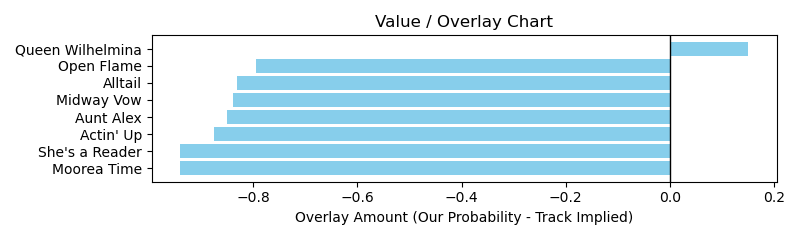 Value / Overlay Chart
Queen Wilhelmina
Open Flame
Alltail
Midway Vow
Aunt Alex
Actin' Up
She's a Reader
Moorea Time
−0.8 −0.6 −0.4 −0.2 0.0 0.2
Overlay Amount (Our Probability - Track Implied)